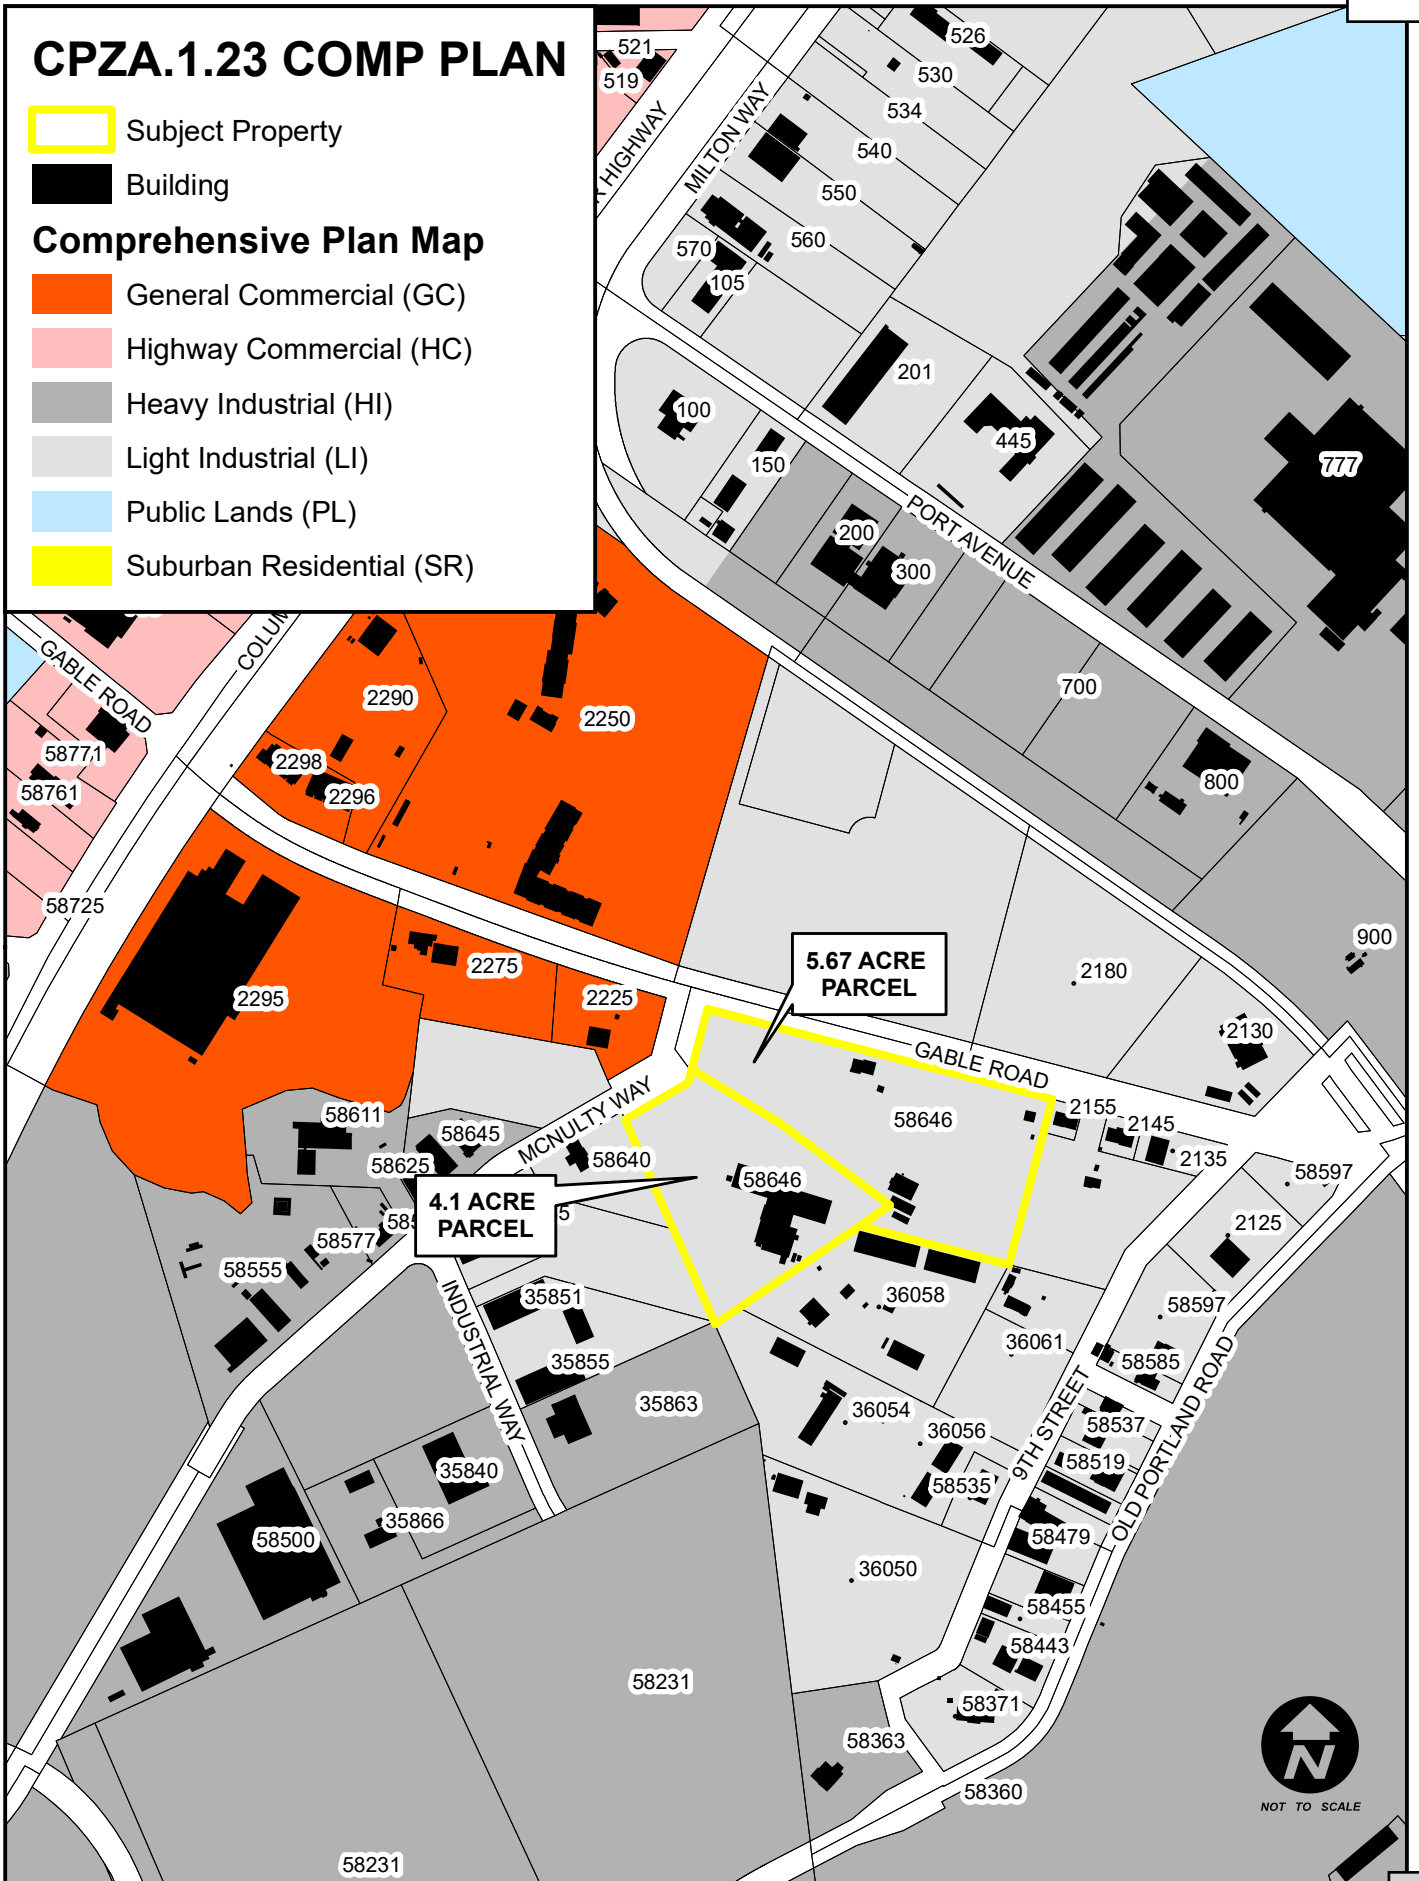 CPZA.1.23 COMP PLAN
Subject Property
Building
Comprehensive Plan Map
General Commercial (GC)
Highway Commercial (HC)
Heavy Industrial (HI)
Light Industrial (LI)
Public Lands (PL)
Suburban Residential (SR)
521
519
526
530
534
540
550
560
570
105
HIGHWAY
MILTON WAY
201
100
150
445
777
200
300
PORT AVENUE
700
800
900
GABLE ROAD
COLUM
58771
58761
58725
2290
2250
2298
2296
2295
2275
2225
5.67 ACRE
PARCEL
2180
2130
GABLE ROAD
2155
2145
2135
58646
58597
2125
58611
58645
58625
MCNULTY WAY
58640
58646
4.1 ACRE
PARCEL
58577
58555
INDUSTRIAL WAY
35851
35855
35863
36058
36061
58597
58585
58537
58519
9TH STREET
OLD PORTLAND ROAD
36054
36056
58535
58479
35840
35866
58500
36050
58455
58443
58371
58231
58363
58360
58231
N
NOT TO SCALE